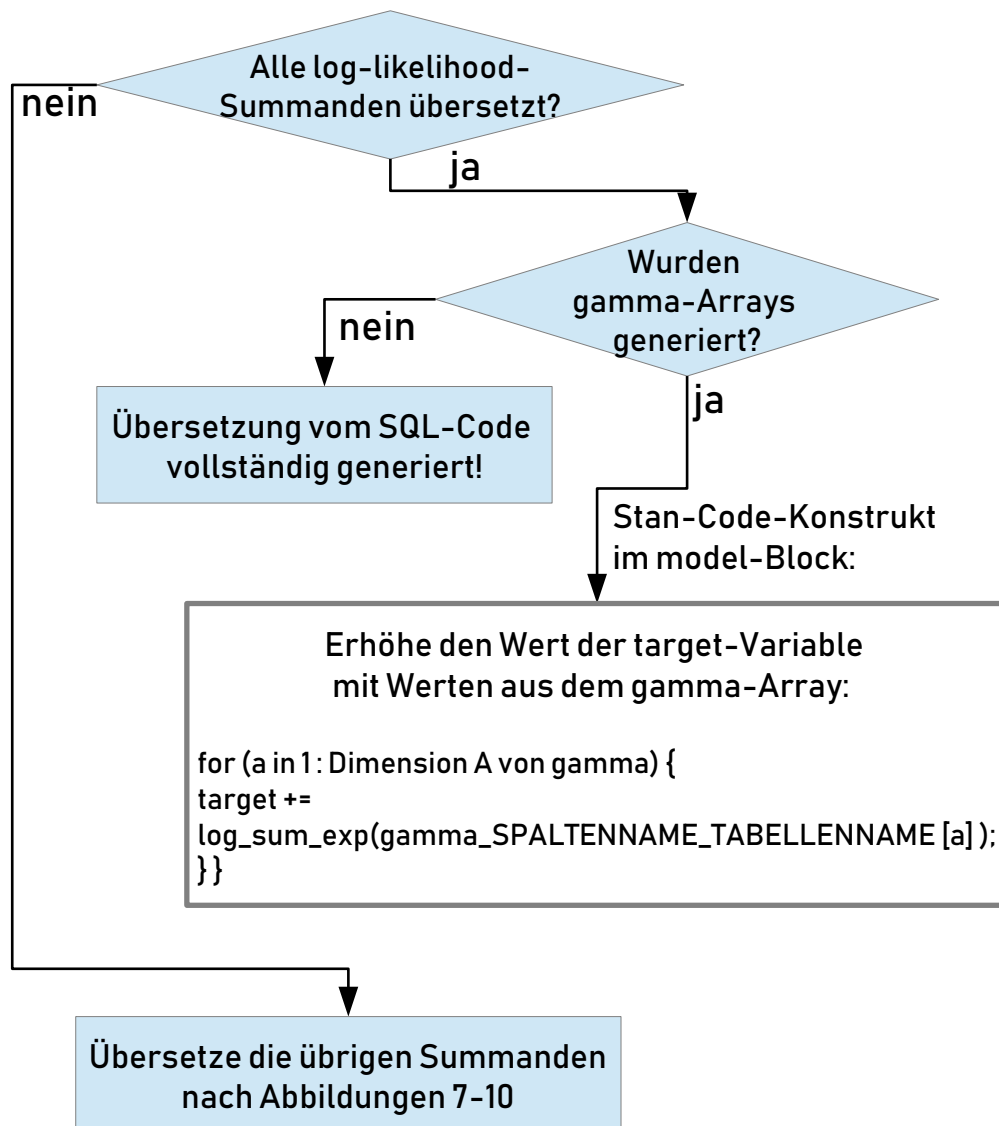 Alle log-likelihood-
Summanden übersetzt?
nein
ja
Wurden
gamma-Arrays
generiert?
nein
ja
Übersetzung vom SQL-Code
vollständig generiert!
Stan-Code-Konstrukt
im model-Block:
Erhöhe den Wert der target-Variable
mit Werten aus dem gamma-Array:
for (a in 1 : Dimension A von gamma) {
target +=
log_sum_exp(gamma_SPALTENNAME_TABELLENNAME [a] );
} }
Übersetze die übrigen Summanden
nach Abbildungen 7-10